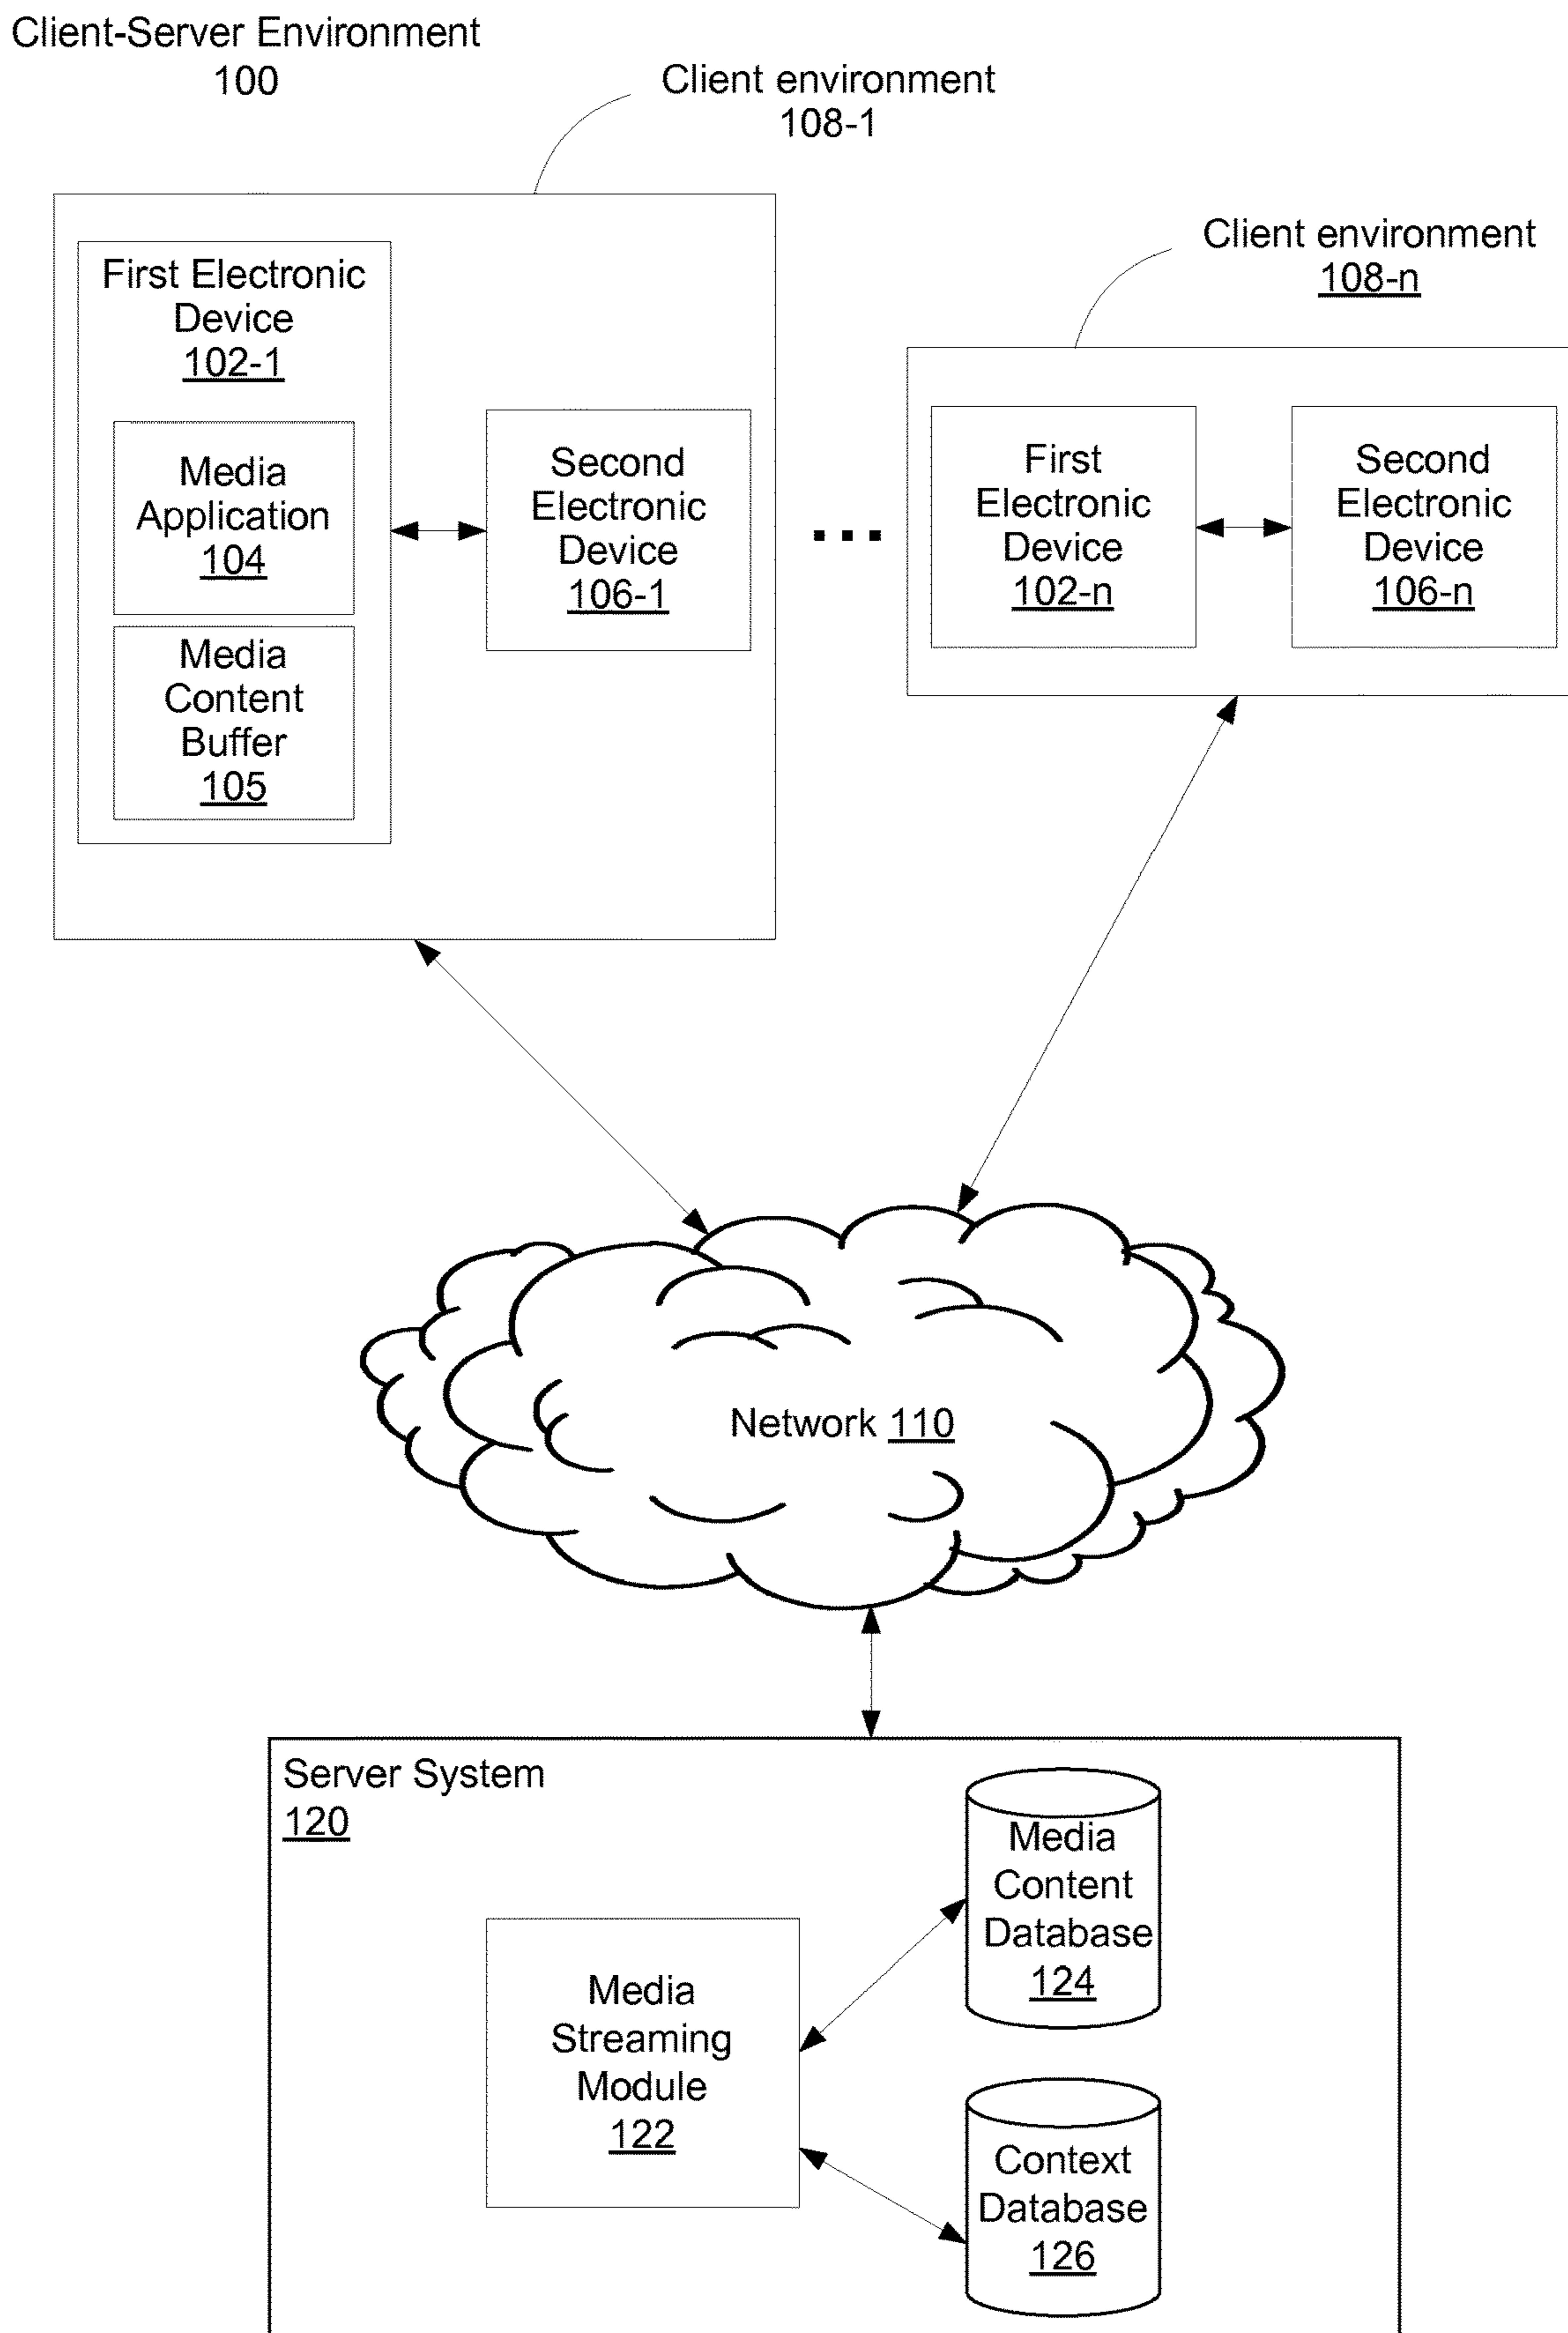 Client-Server Environment
100
Client environment
108-1
Client environment
108-n
First Electronic
Device
102-1
Media
Application
104
Media
Content
Buffer
105
Second
Electronic
Device
106-1
...
First
Electronic
Device
102-n
Second
Electronic
Device
106-n
Network 110
Server System
120
Media
Streaming
Module
122
Media
Content
Database
124
Context
Database
126